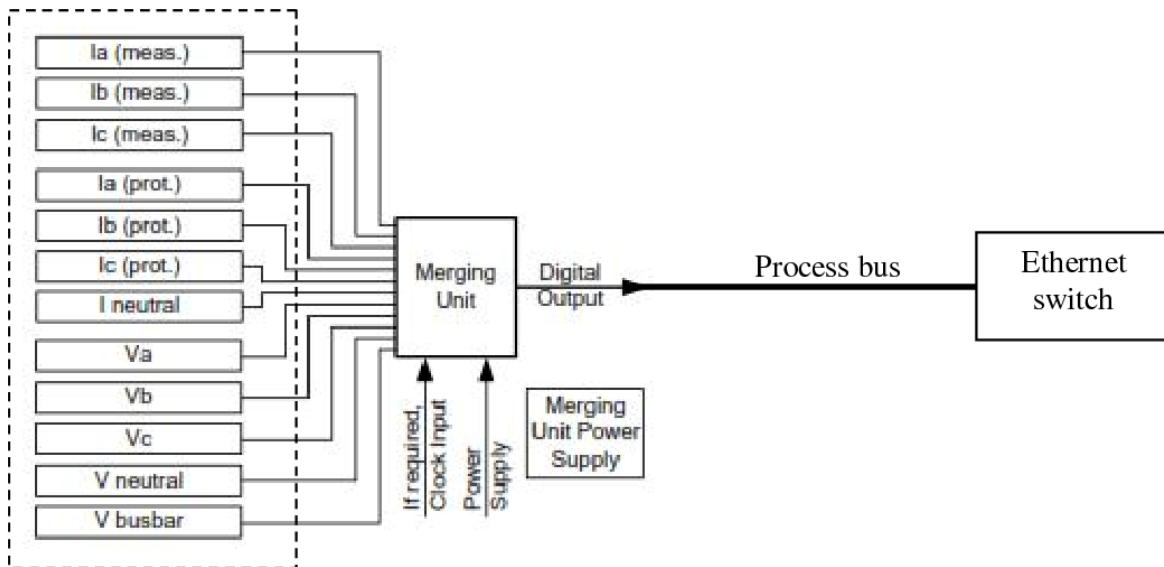 Ia (meas.)
Ib (meas.)
Ic (meas.)
Ia (prot.)
Ib (prot.)
Ic (prot.)
I neutral
Va
Vb
Vc
V neutral
V busbar
Merging
Unit
Digital
Output
Process bus
Ethernet
switch
If required,
Clock Input
Power
Supply
Merging
Unit Power
Supply